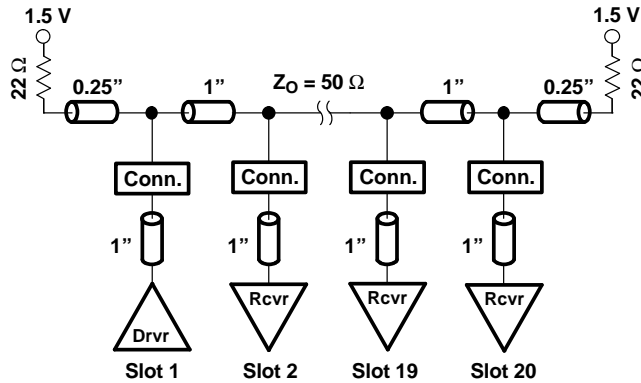 1.5 V
1.5 V
22 Ω
0.25”
1”
Z_O = 50 Ω
1”
0.25”
22 Ω
Conn.
Conn.
Conn.
Conn.
1”
1”
1”
1”
Drvr
Rcvr
Rcvr
Rcvr
Slot 1
Slot 2
Slot 19
Slot 20